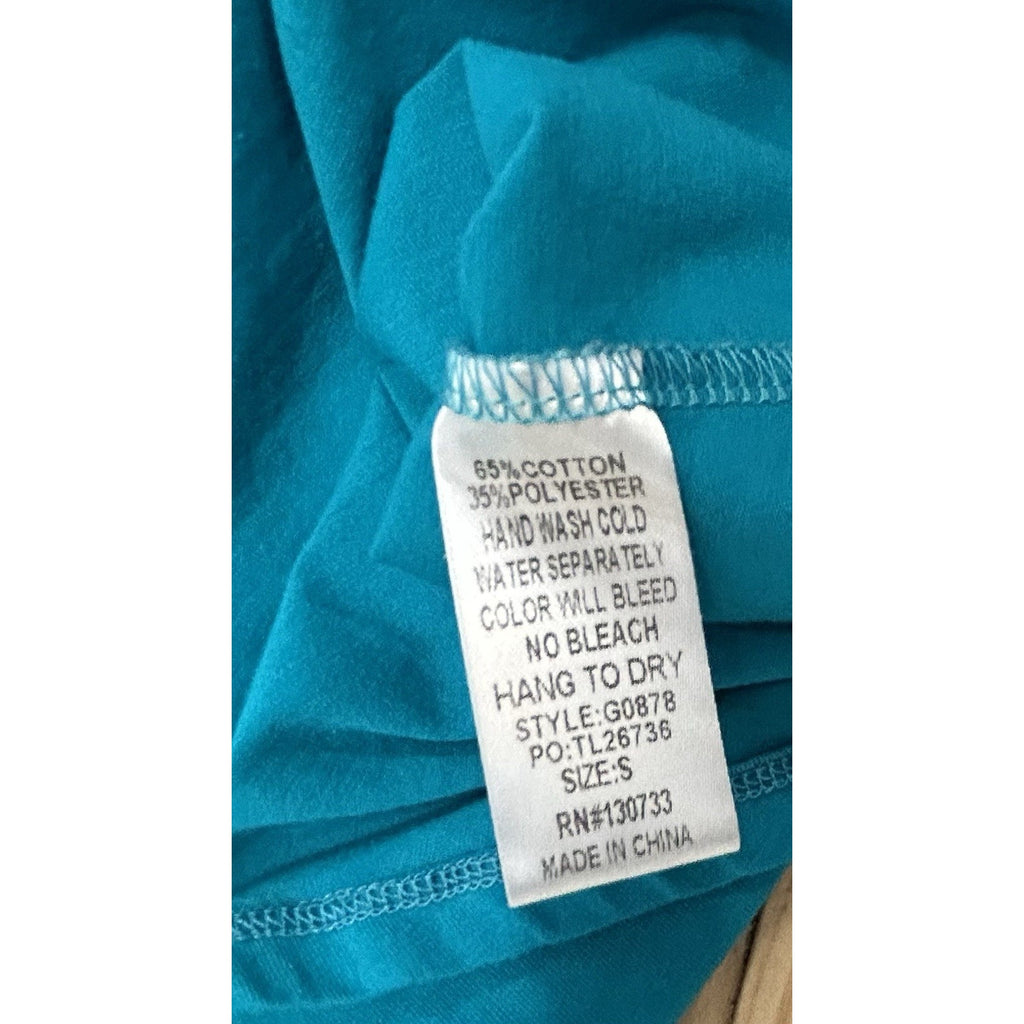 65%COTTON
35%POLYESTER
HAND WASH COLD
WATER SEPARATELY
COLOR WILL BLEED
NO BLEACH
HANG TO DRY
STYLE:G0878
PO:TL26736
SIZE:S
RN#130733
MADE IN CHINA